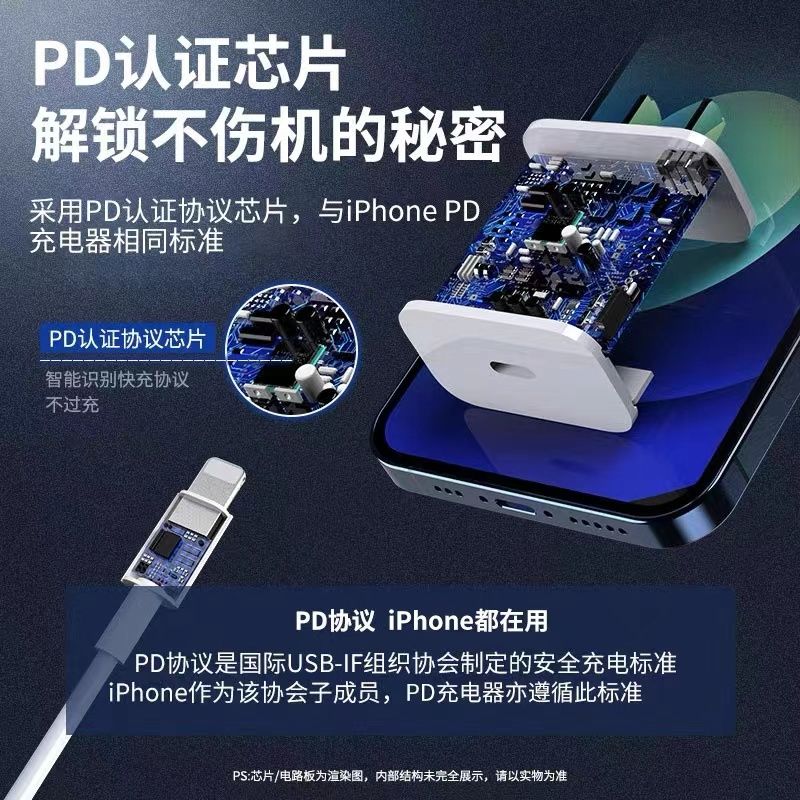 PD认证芯片
解锁不伤机的秘密
采用PD认证协议芯片，与iPhone PD
充电器相同标准
PD认证协议芯片
智能识别快充协议
不过充
PD协议 iPhone都在用
PD协议是国际USB-IF组织协会制定的安全充电标准
iPhone作为该协会子成员，PD充电器亦遵循此标准
PS:芯片/电路板为渲染图，内部结构未完全展示，请以实物为准